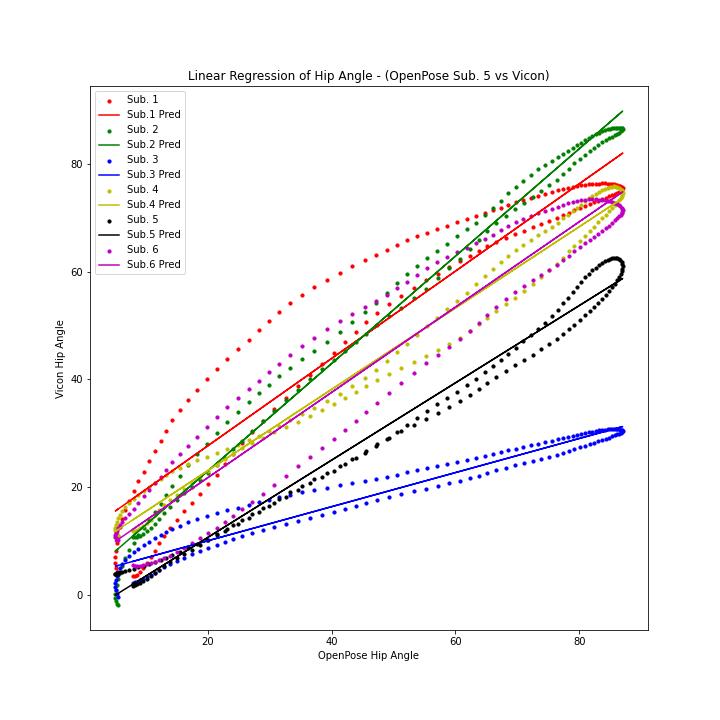 Linear Regression of Hip Angle - (OpenPose Sub. 5 vs Vicon)
Sub. 1
Sub.1 Pred
Sub. 2
Sub.2 Pred
Sub. 3
Sub.3 Pred
Sub. 4
Sub.4 Pred
Sub. 5
Sub.5 Pred
Sub. 6
Sub.6 Pred
80
60
40
20
0
Vicon Hip Angle
20 40 60 80
OpenPose Hip Angle